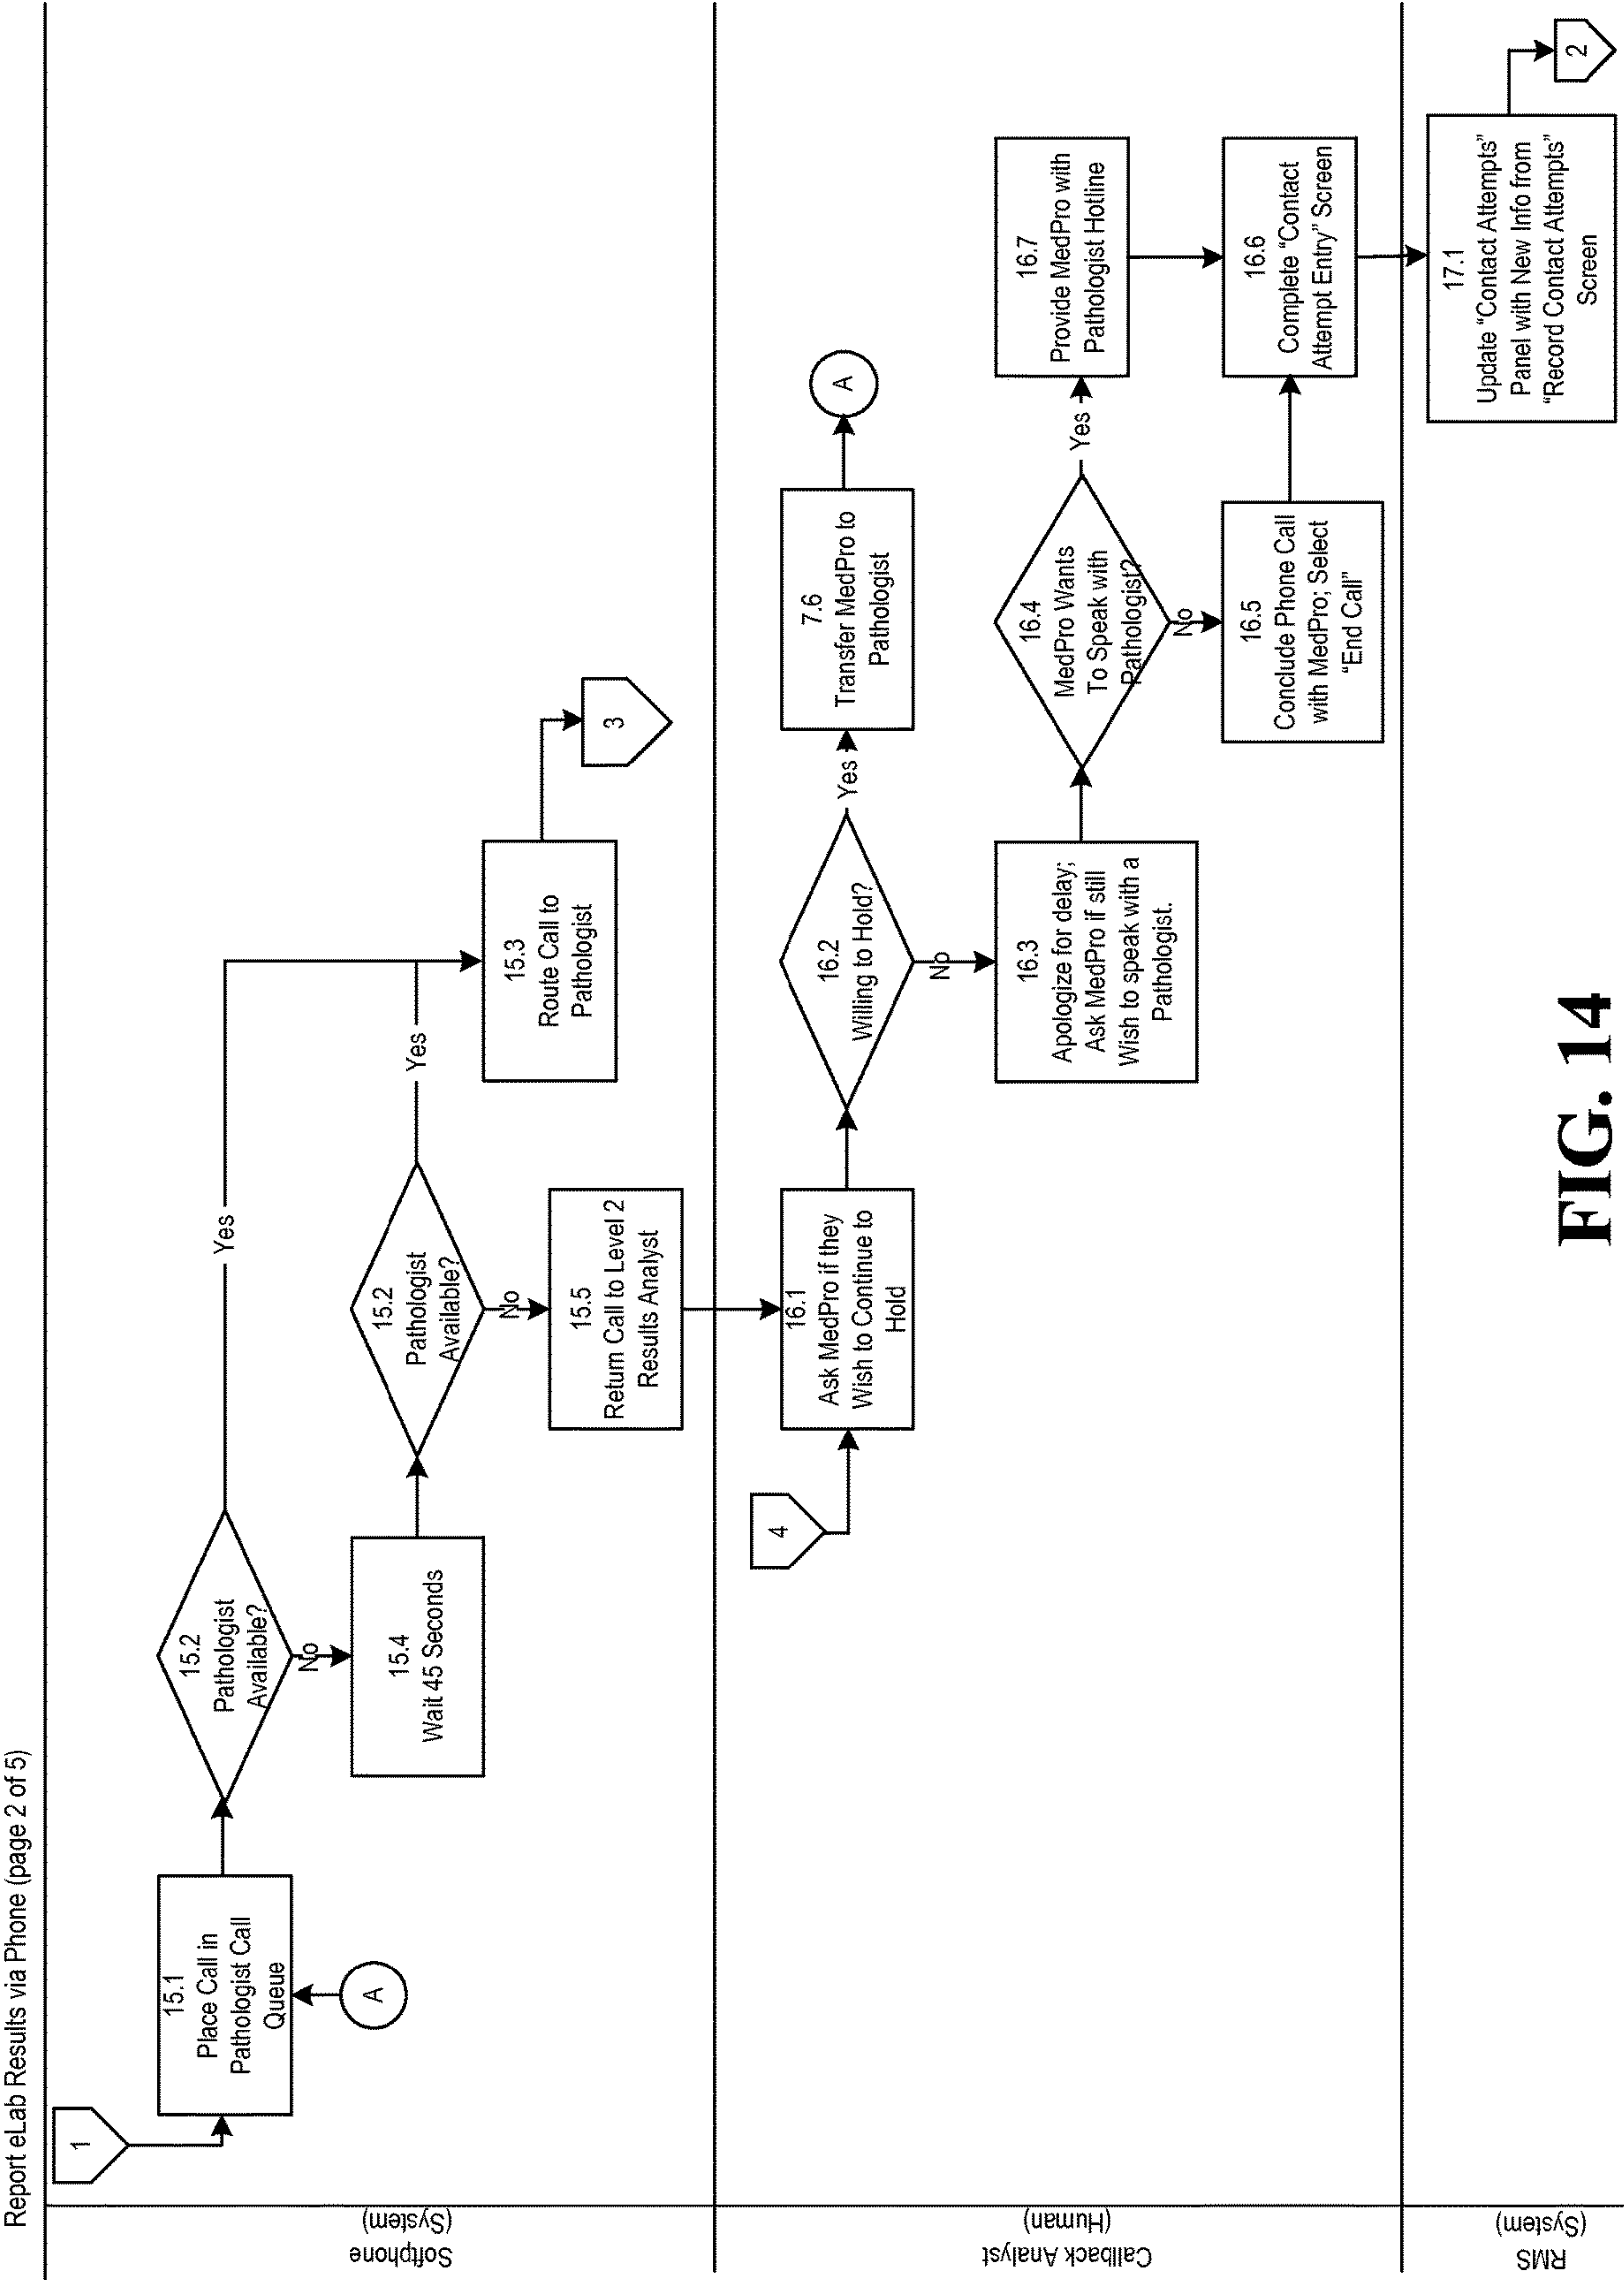 Report eLab Results via Phone (page 2 of 5)
Softphone
(System)
1
15.1
Place Call in
Pathologist Call
Queue
A
15.2
Pathologist
Available?
Yes
No
15.4
Wait 45 Seconds
15.2
Pathologist
Available?
Yes
No
15.3
Route Call to
Pathologist
3
15.5
Return Call to Level 2
Results Analyst
Callback Analyst
(Human)
4
16.1
Ask MedPro if they
Wish to Continue to
Hold
16.2
Willing to Hold?
Yes
No
7.6
Transfer MedPro to
Pathologist
A
16.3
Apologize for delay;
Ask MedPro if still
Wish to speak with a
Pathologist.
16.4
MedPro Wants
To Speak with
Pathologist?
Yes
No
16.7
Provide MedPro with
Pathologist Hotline
16.5
Conclude Phone Call
with MedPro; Select
“End Call”
16.6
Complete “Contact
Attempt Entry” Screen
RMS
(System)
17.1
Update “Contact Attempts”
Panel with New Info from
“Record Contact Attempts”
Screen
2
FIG. 14